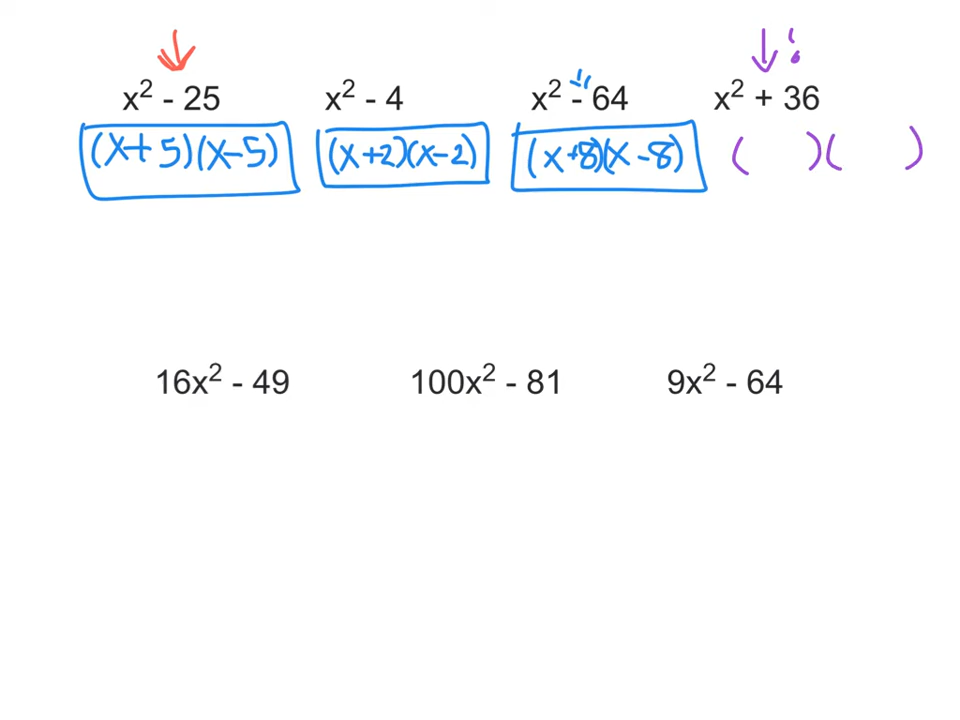 x² - 25 x² - 4 x² - 64 x² + 36
(x+5)(x-5) (x+2)(x-2) (x+8)(x-8) ( )( )
16x² - 49 100x² - 81 9x² - 64